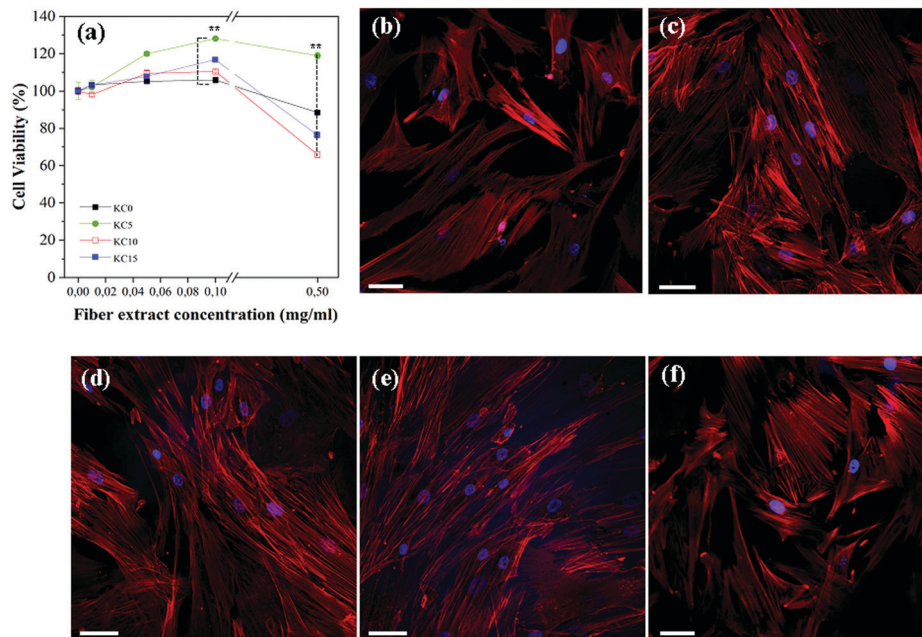 (a)
**
**
Cell Viability (%)
140
120
100
80
60
40
20
0
KC0
KC5
KC10
KC15
0,00 0,02 0,04 0,06 0,08 0,10 0,50
Fiber extract concentration (mg/ml)
(b)
(c)
(d)
(e)
(f)